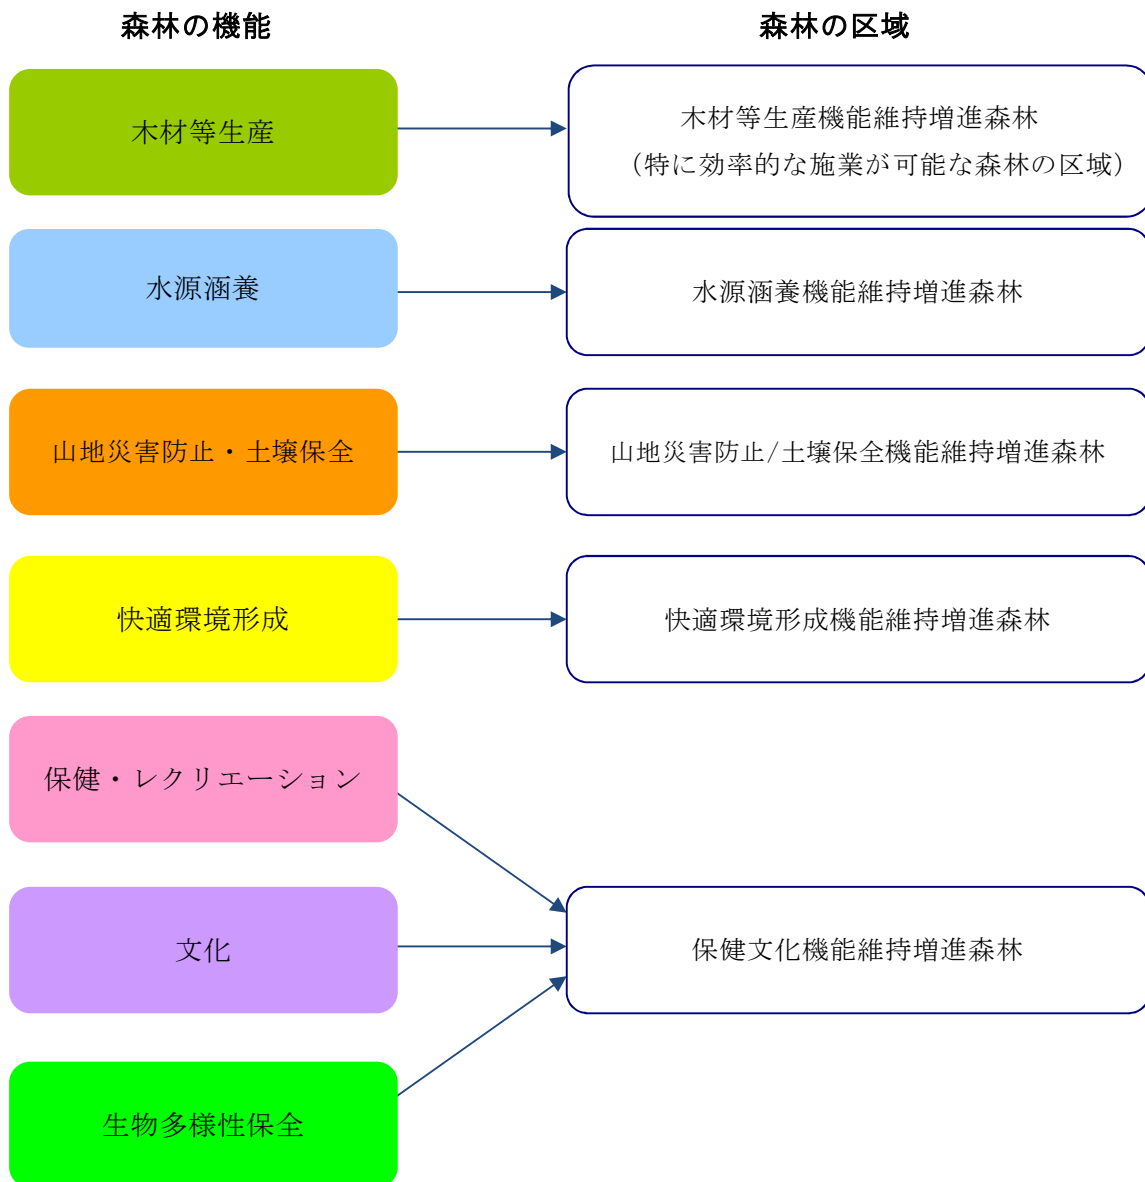 森林の機能
森林の区域
木材等生産
木材等生産機能維持増進森林
（特に効率的な施業が可能な森林の区域）
水源涵養
水源涵養機能維持増進森林
山地災害防止・土壌保全
山地災害防止/土壌保全機能維持増進森林
快適環境形成
快適環境形成機能維持増進森林
保健・レクリエーション
文化
保健文化機能維持増進森林
生物多様性保全